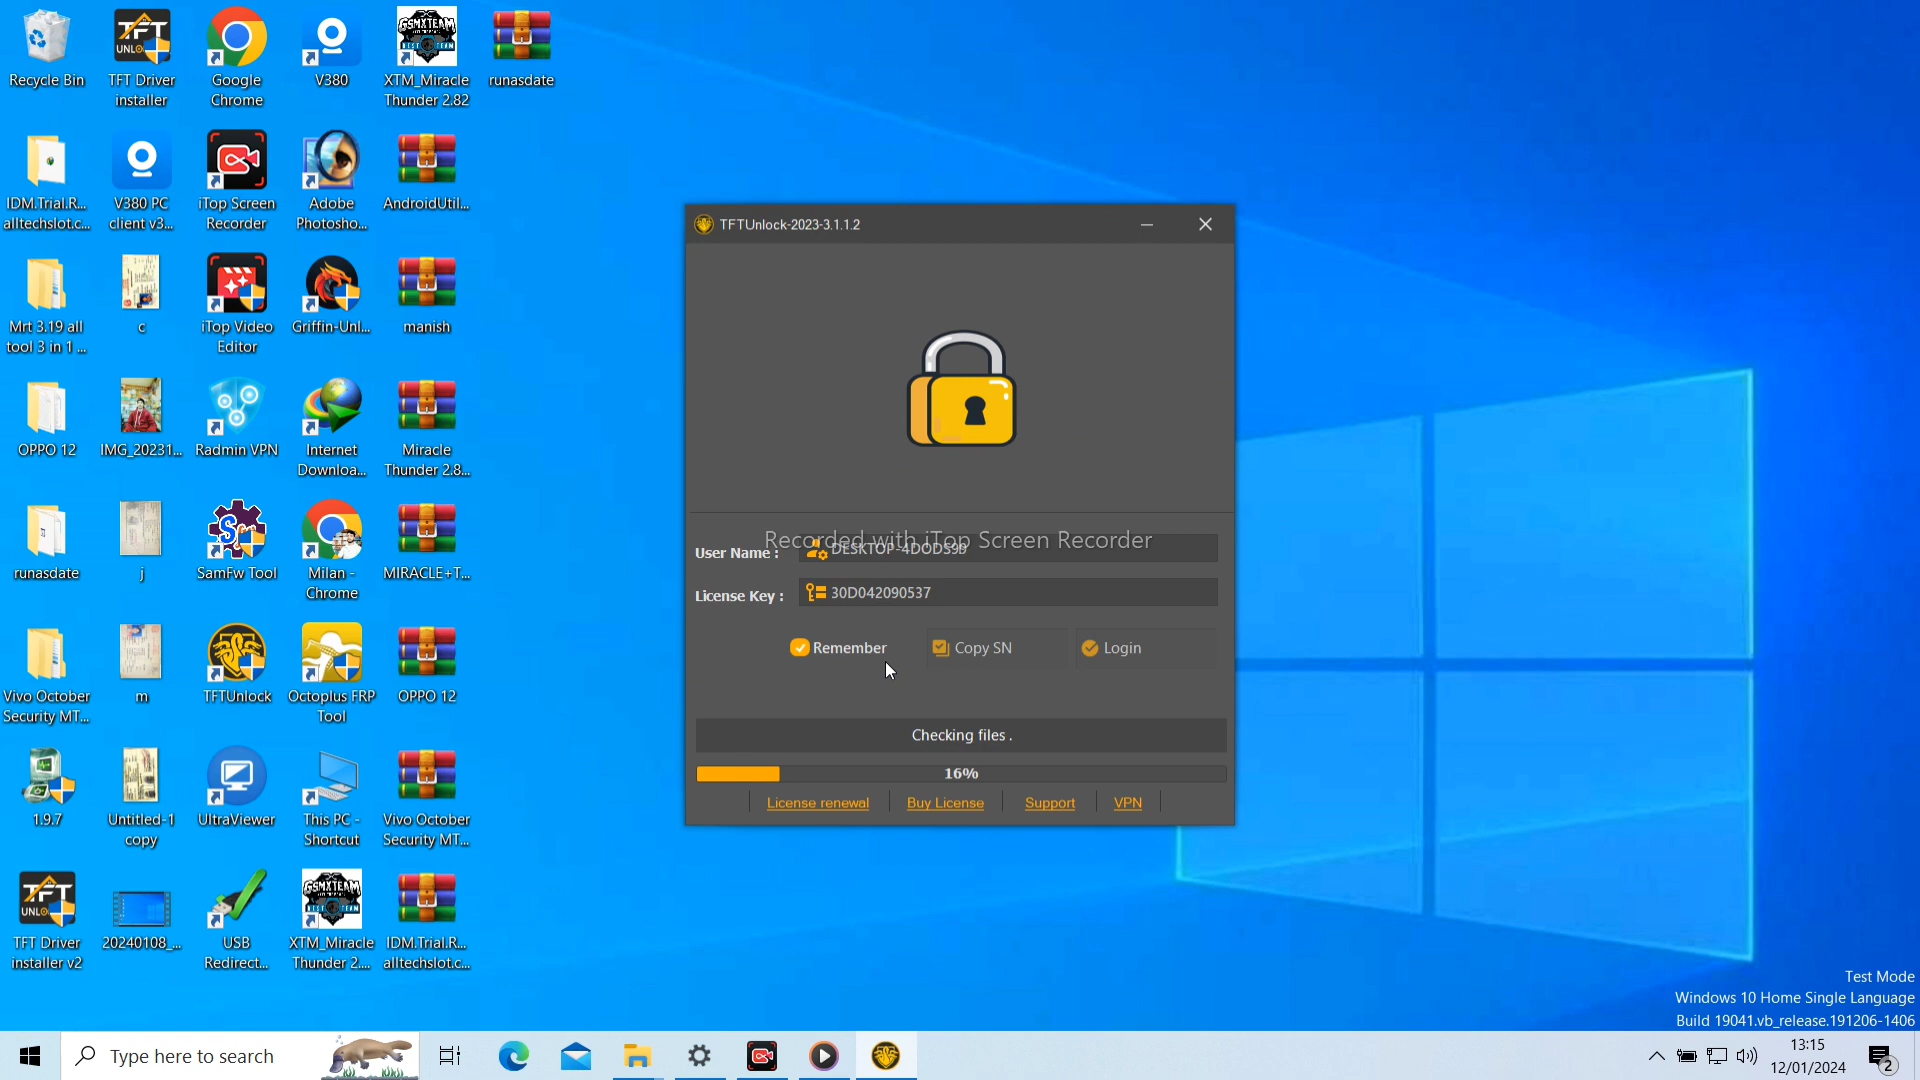 Recycle Bin
TFT Driver
installer
Google
Chrome
V380
XTM_Miracle
Thunder 2.82
runasdate
IDM.Trial.R...
alltechslot.c...
V380 PC
client v3...
iTop Screen
Recorder
Adobe
Photosho...
AndroidUtil...
Mrt 3.19 all
tool 3 in 1 ...
c
iTop Video
Editor
Griffin-Unl...
manish
OPPO 12
IMG_20231...
Radmin VPN
Internet
Downloa...
Miracle
Thunder 2.8...
runasdate
j
SamFw Tool
Milan -
Chrome
MIRACLE+T...
Vivo October
Security MT...
m
TFTUnlock
Octoplus FRP
Tool
OPPO 12
1.9.7
Untitled-1
copy
UltraViewer
This PC -
Shortcut
Vivo October
Security MT...
TFT Driver
installer v2
20240108_...
USB
Redirect...
XTM_Miracle
Thunder 2....
IDM.Trial.R...
alltechslot.c...
TFTUnlock-2023-3.1.1.2
Recorded with iTop Screen Recorder
User Name :
License Key : 30D042090537
Remember Copy SN Login
Checking files .
16%
License renewal Buy License Support VPN
Test Mode
Windows 10 Home Single Language
Build 19041.vb_release.191206-1406
Type here to search
13:15
12/01/2024
2